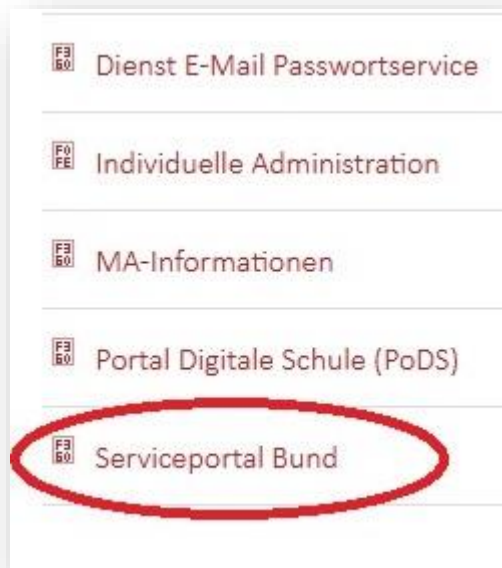 Dienst E-Mail Passwortservice
Individuelle Administration
MA-Informationen
Portal Digitale Schule (PoDS)
Serviceportal Bund